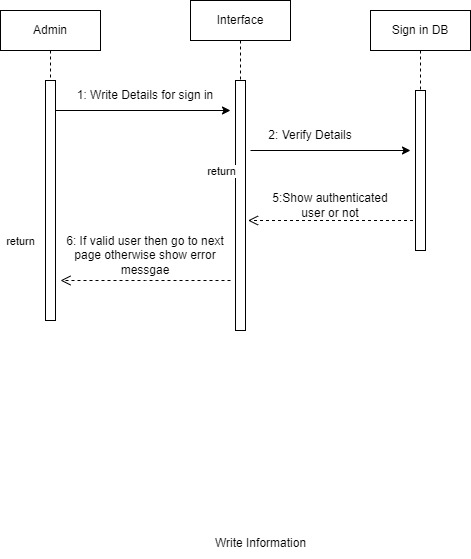 Admin
Interface
Sign in DB
1: Write Details for sign in
2: Verify Details
return
5:Show authenticated
user or not
return
6: If valid user then go to next
page otherwise show error
messgae
Write Information